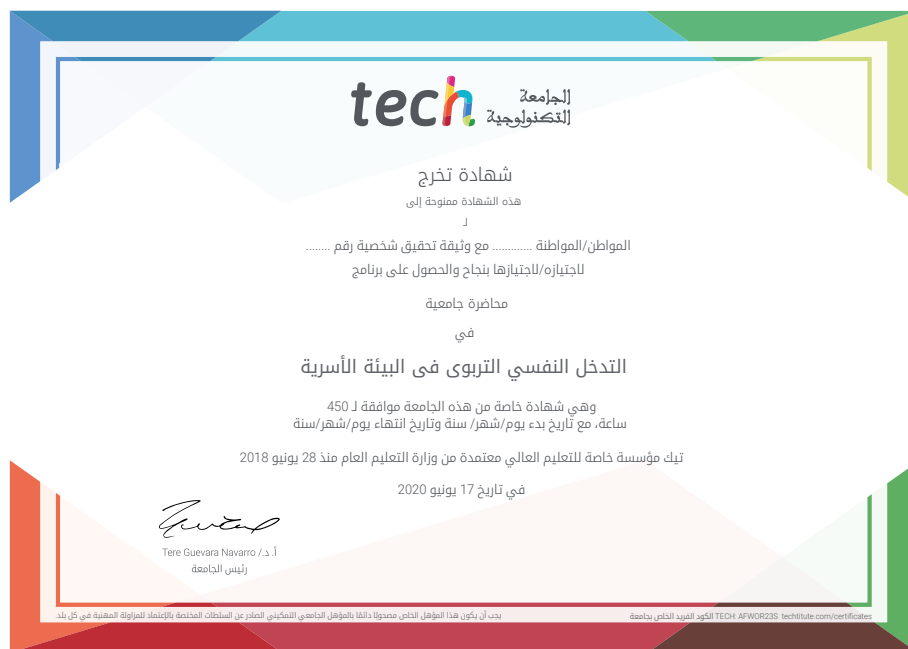 tech الجامعة
التكنولوجية
شهادة تخرج
هذه الشهادة ممنوحة إلى
لـ
المواطن/المواطنة ............. مع وثيقة تحقيق شخصية رقم ........
لاجتيازه/لاجتيازها بنجاح والحصول على برنامج
محاضرة جامعية
في
التدخل النفسي التربوى فى البيئة الأسرية
وهي شهادة خاصة من هذه الجامعة موافقة لـ 450
ساعة، مع تاريخ بدء يوم/شهر/ سنة وتاريخ انتهاء يوم/شهر/سنة
تيك مؤسسة خاصة للتعليم العالي معتمدة من وزارة التعليم العام منذ 28 يونيو 2018
في تاريخ 17 يونيو 2020
أ. د./ Tere Guevara Navarro
رئيس الجامعة
الكود الفريد الخاص بجامعة TECH: AFWOR23S techtitute.com/certificates
يجب أن يكون هذا المؤهل الخاص مصحوبًا دائمًا بالمؤهل الجامعي التمكيني الصادر عن السلطات المختصة بالإعتماد للمزاولة المهنية في كل بلد.